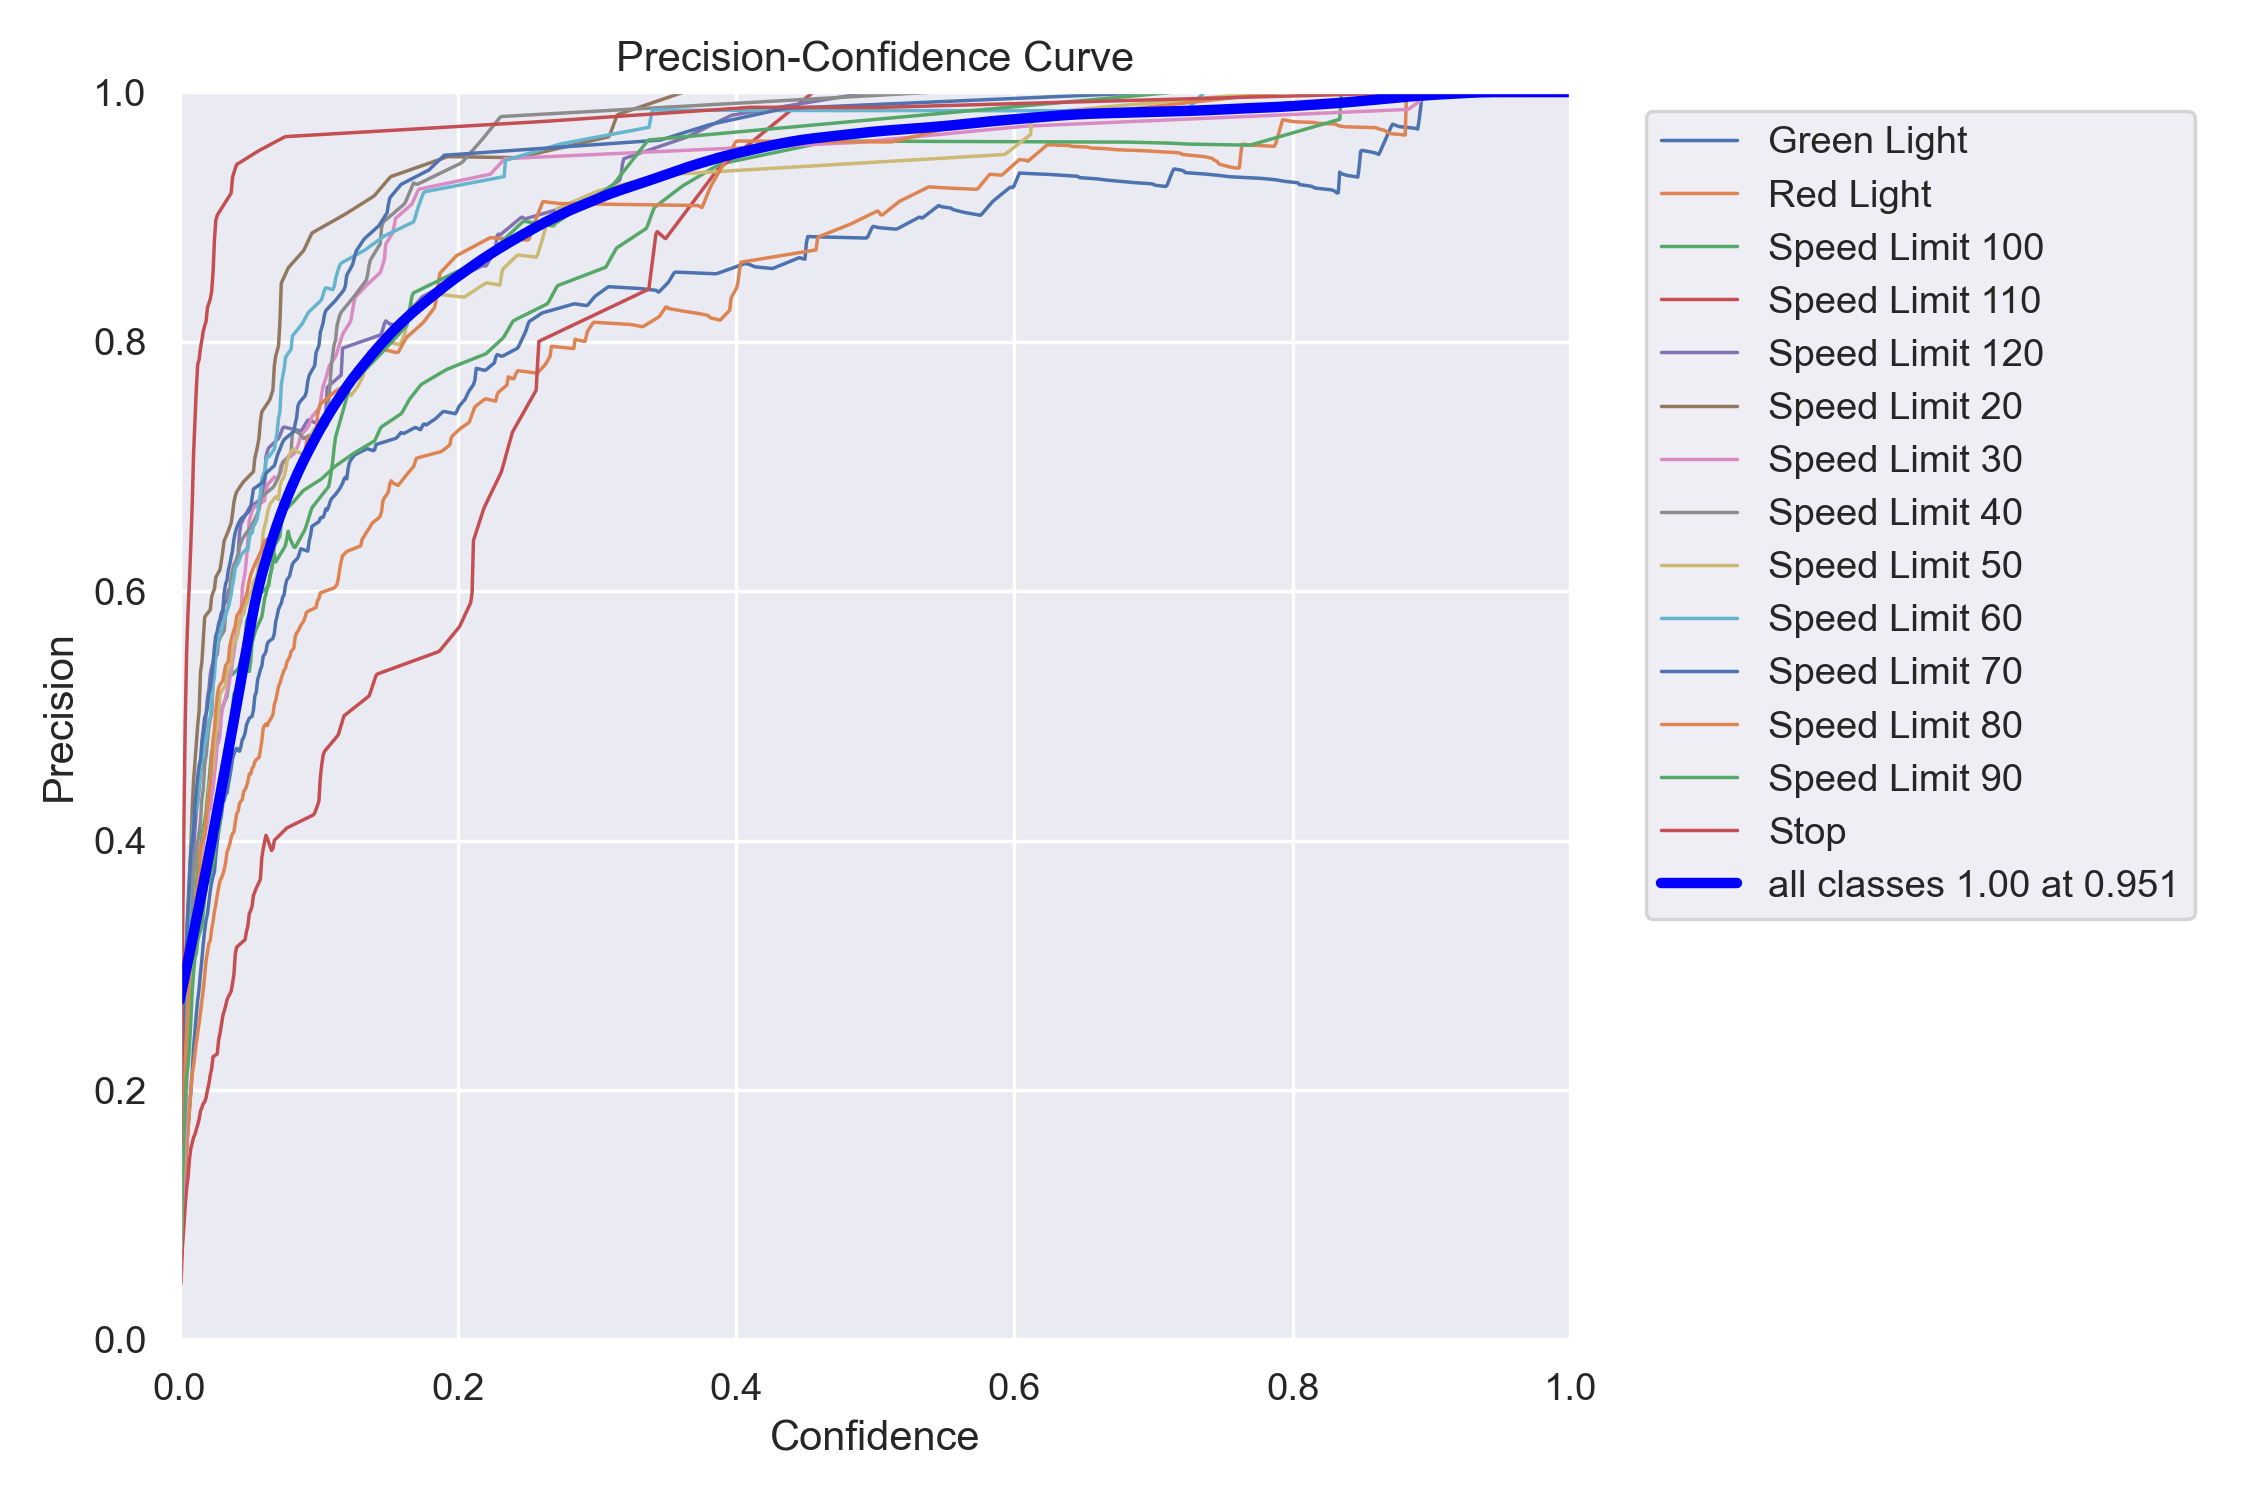 Precision-Confidence Curve
1.0
0.8
0.6
0.4
0.2
0.0
Precision
0.0 0.2 0.4 0.6 0.8 1.0
Confidence
Green Light
Red Light
Speed Limit 100
Speed Limit 110
Speed Limit 120
Speed Limit 20
Speed Limit 30
Speed Limit 40
Speed Limit 50
Speed Limit 60
Speed Limit 70
Speed Limit 80
Speed Limit 90
Stop
all classes 1.00 at 0.951